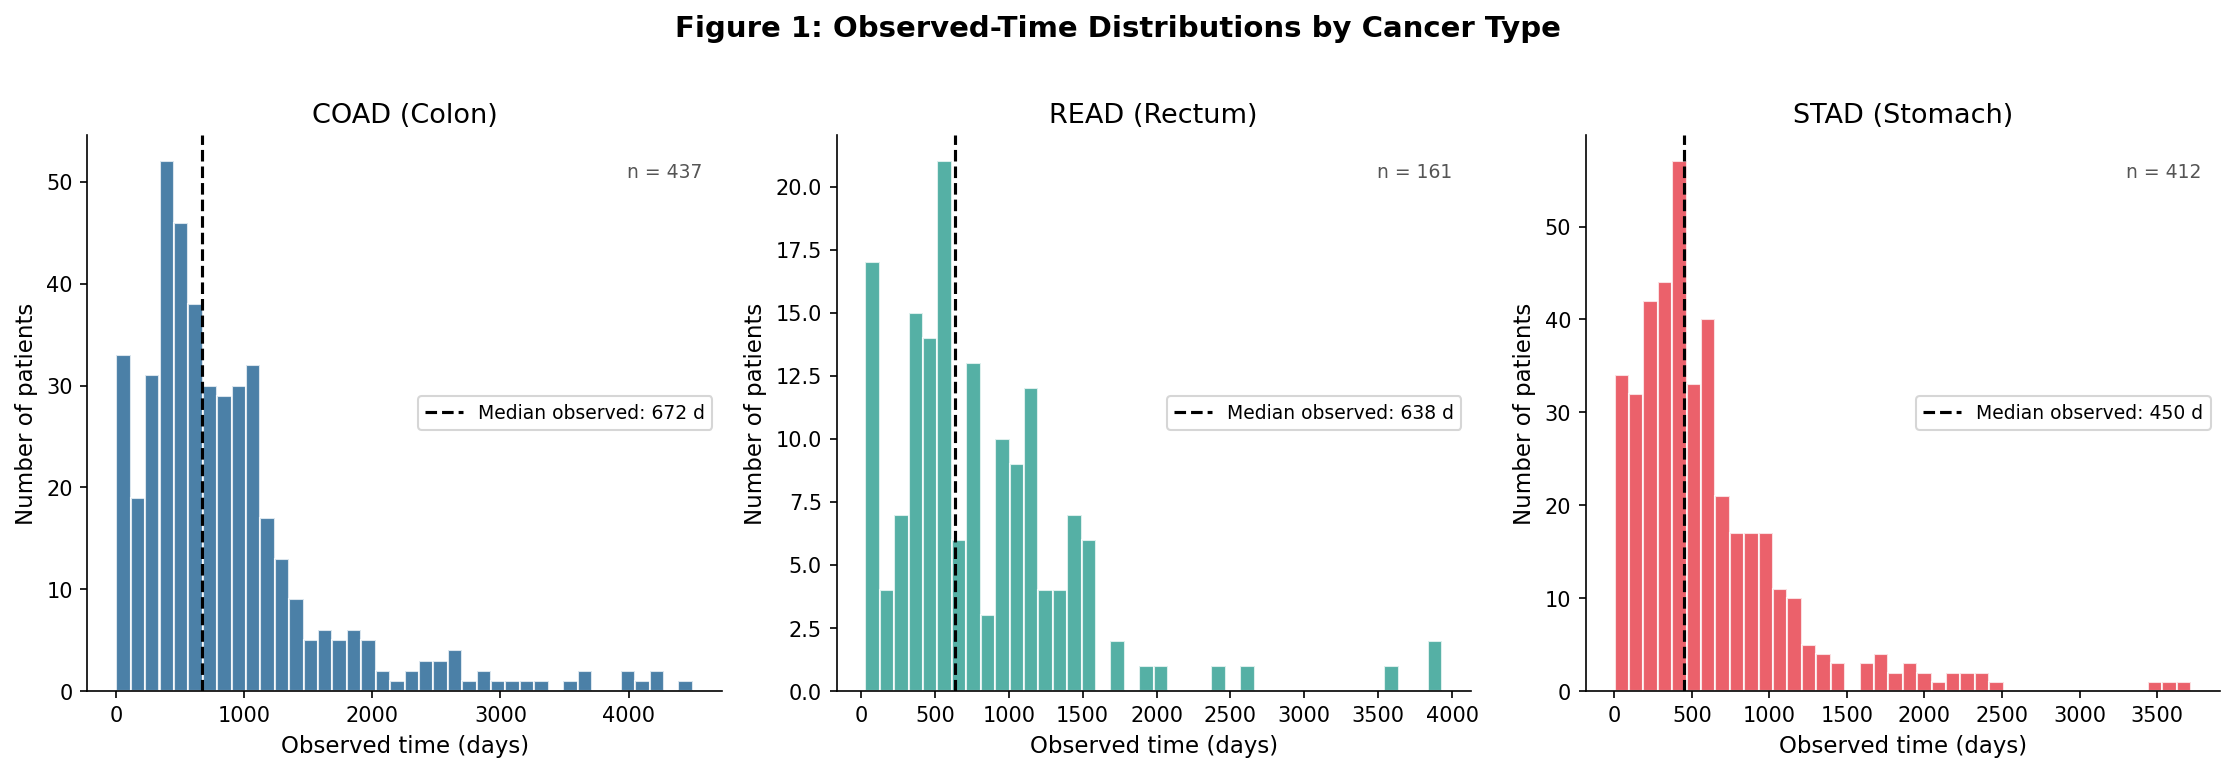 Figure 1: Observed-Time Distributions by Cancer Type
COAD (Colon)
n = 437
Median observed: 672 d
Number of patients
50
40
30
20
10
0
0 1000 2000 3000 4000
Observed time (days)
READ (Rectum)
n = 161
Median observed: 638 d
Number of patients
20.0
17.5
15.0
12.5
10.0
7.5
5.0
2.5
0.0
0 500 1000 1500 2000 2500 3000 3500 4000
Observed time (days)
STAD (Stomach)
n = 412
Median observed: 450 d
Number of patients
50
40
30
20
10
0
0 500 1000 1500 2000 2500 3000 3500
Observed time (days)